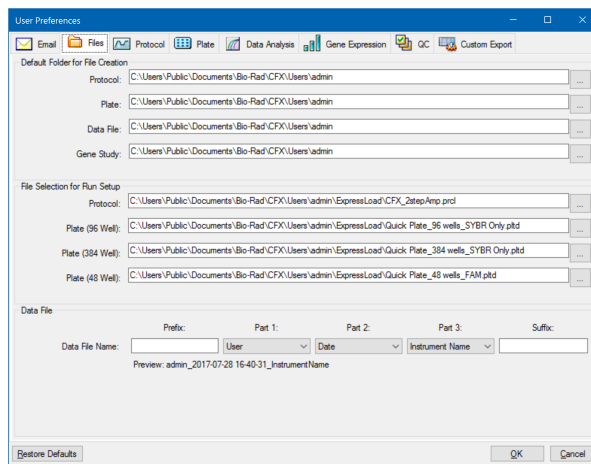 User Preferences
Email Files Protocol Plate Data Analysis Gene Expression QC Custom Export
Default Folder for File Creation
Protocol: C:\Users\Public\Documents\Bio-Rad\CFX\Users\admin ...
Plate: C:\Users\Public\Documents\Bio-Rad\CFX\Users\admin ...
Data File: C:\Users\Public\Documents\Bio-Rad\CFX\Users\admin ...
Gene Study: C:\Users\Public\Documents\Bio-Rad\CFX\Users\admin ...
File Selection for Run Setup
Protocol: C:\Users\Public\Documents\Bio-Rad\CFX\Users\admin\ExpressLoad\CFX_2stepAmp.prcl ...
Plate (96 Well): C:\Users\Public\Documents\Bio-Rad\CFX\Users\admin\ExpressLoad\Quick Plate_96 wells_SYBR Only.pltd ...
Plate (384 Well): C:\Users\Public\Documents\Bio-Rad\CFX\Users\admin\ExpressLoad\Quick Plate_384 wells_SYBR Only.pltd ...
Plate (48 Well): C:\Users\Public\Documents\Bio-Rad\CFX\Users\admin\ExpressLoad\Quick Plate_48 wells_FAM.pltd ...
Data File
Prefix: Part 1: Part 2: Part 3: Suffix:
Data File Name: User Date Instrument Name
Preview: admin_2017-07-28 16-40-31_InstrumentName
Restore Defaults OK Cancel